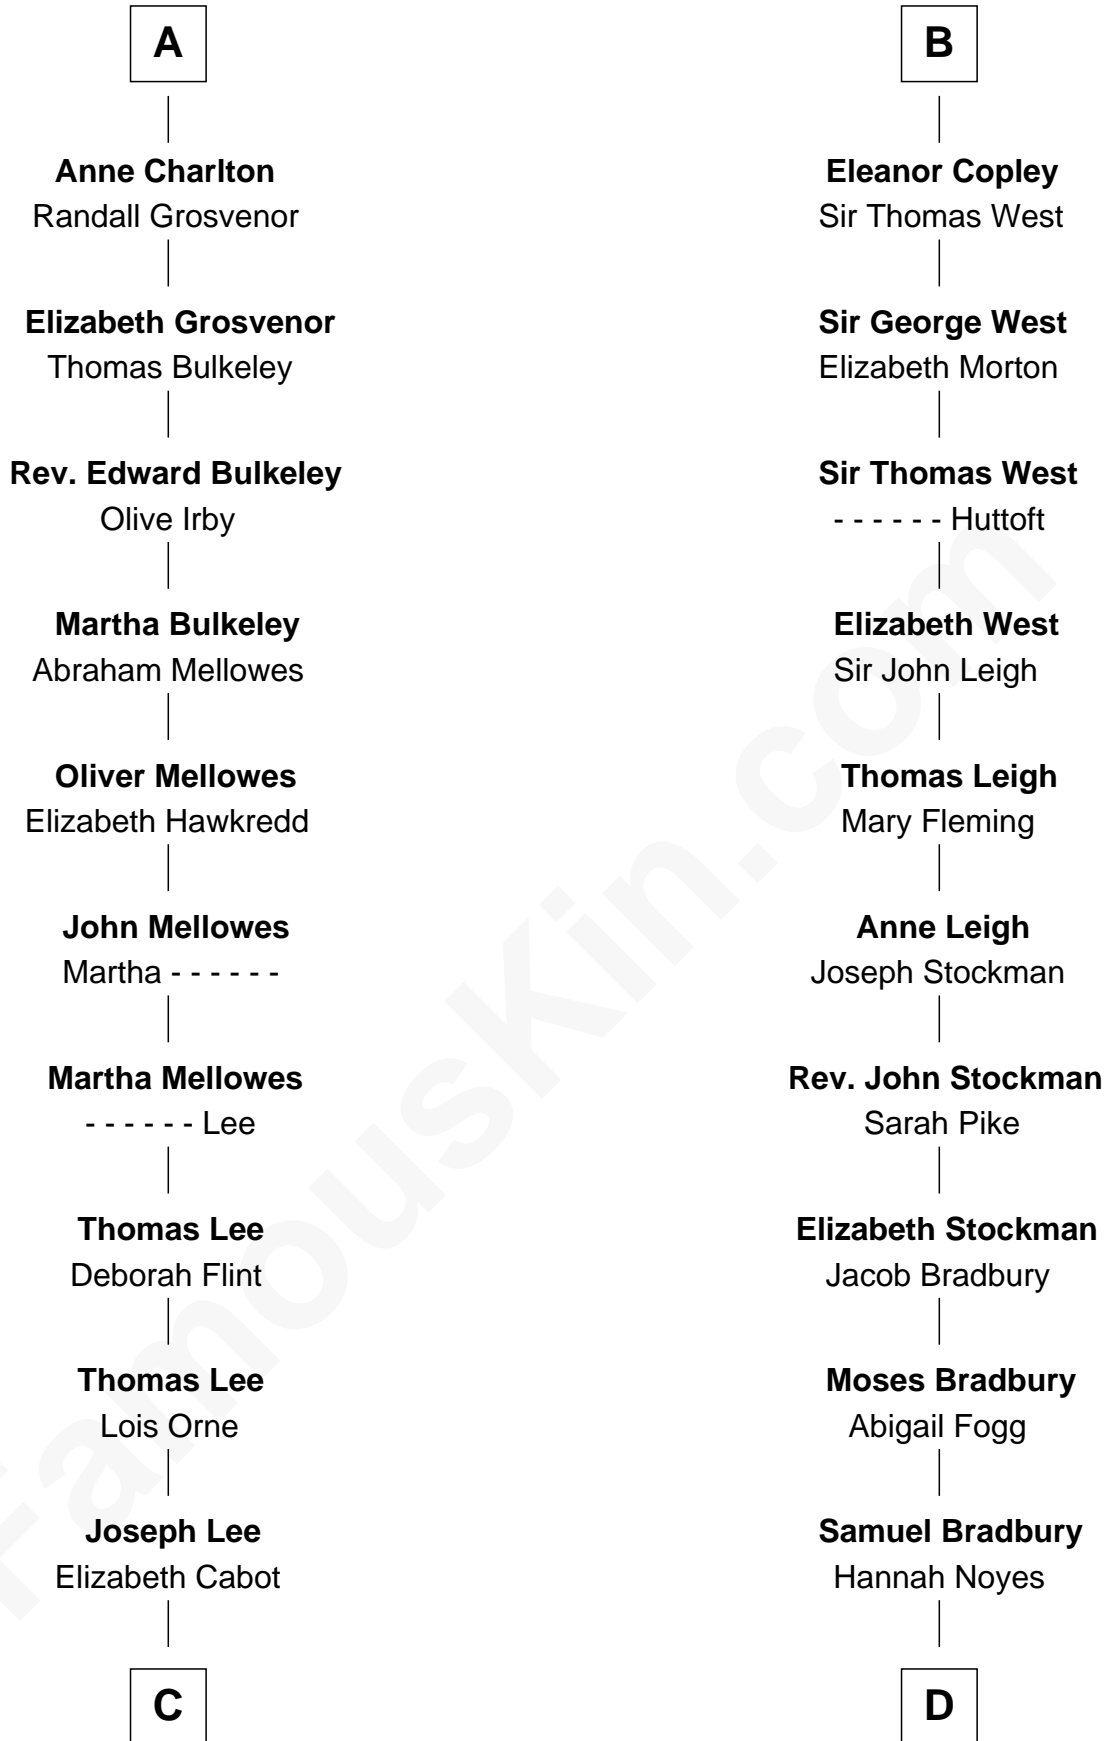 A
Anne Charlton
Randall Grosvenor
Elizabeth Grosvenor
Thomas Bulkeley
Rev. Edward Bulkeley
Olive Irby
Martha Bulkeley
Abraham Mellowes
Oliver Mellowes
Elizabeth Hawkredd
John Mellowes
Martha - - - - - -
Martha Mellowes
- - - - - - Lee
Thomas Lee
Deborah Flint
Thomas Lee
Lois Orne
Joseph Lee
Elizabeth Cabot
C
B
Eleanor Copley
Sir Thomas West
Sir George West
Elizabeth Morton
Sir Thomas West
- - - - - - Huttoft
Elizabeth West
Sir John Leigh
Thomas Leigh
Mary Fleming
Anne Leigh
Joseph Stockman
Rev. John Stockman
Sarah Pike
Elizabeth Stockman
Jacob Bradbury
Moses Bradbury
Abigail Fogg
Samuel Bradbury
Hannah Noyes
D
FamousKin.com